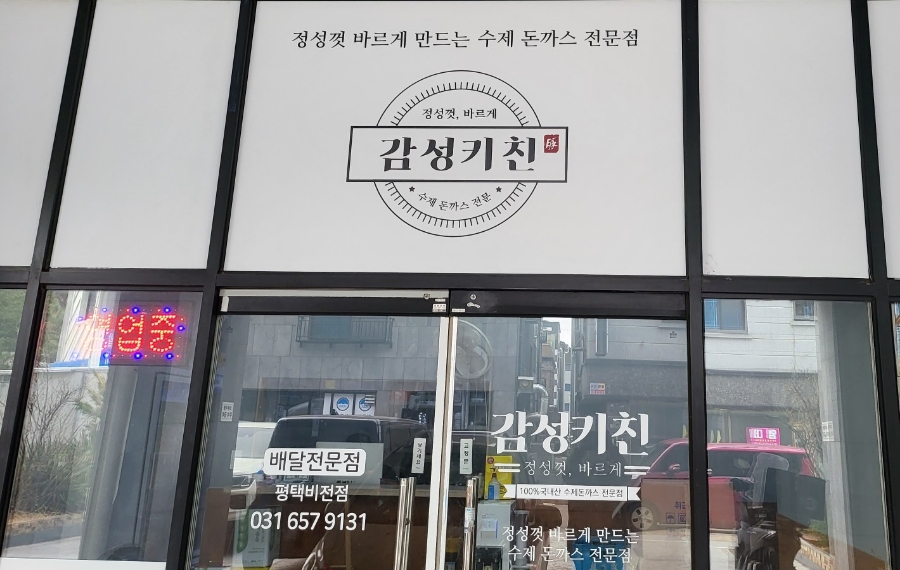 정성껏 바르게 만드는 수제 돈까스 전문점
정성껏, 바르게
감성키친
수제 돈까스 전문
영업중
배달전문점
평택비전점
031 657 9131
고정문
감성키친
정성껏, 바르게
100%국내산 수제돈까스 전문점
정성껏 바르게 만드는
수제 돈까스 전문점